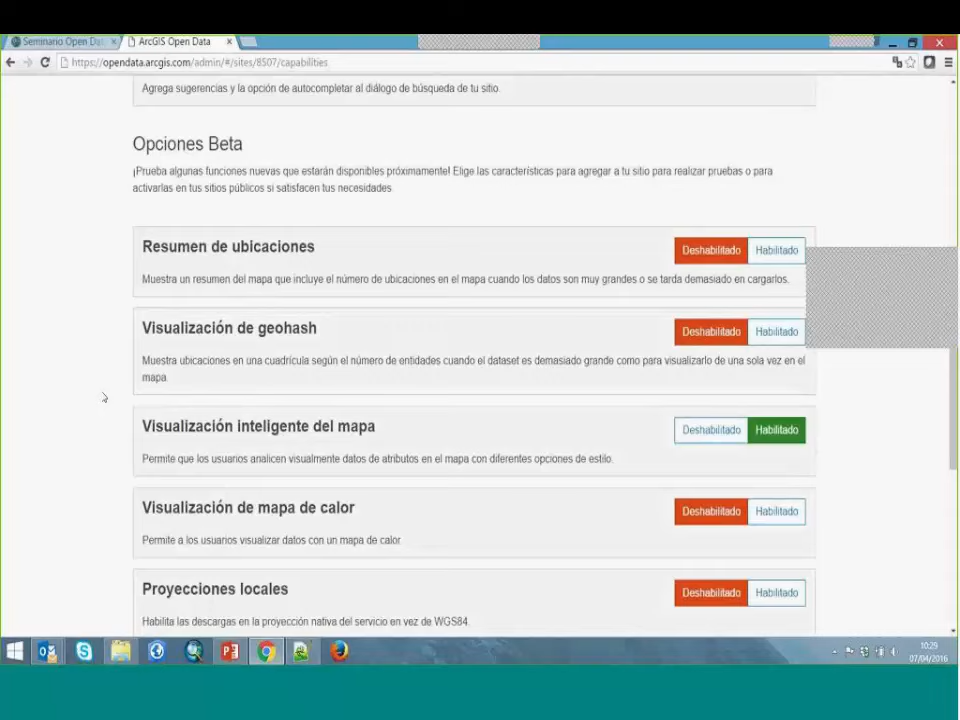 Seminario Open Dat
ArcGIS Open Data
https://opendata.arcgis.com/admin/#/sites/8507/capabilities
Agrega sugerencias y la opción de autocompletar al diálogo de búsqueda de tu sitio.
Opciones Beta
¡Prueba algunas funciones nuevas que estarán disponibles próximamente! Elige las características para agregar a tu sitio para realizar pruebas o para
activarlas en tus sitios públicos si satisfacen tus necesidades
Resumen de ubicaciones
Deshabilitado Habilitado
Muestra un resumen del mapa que incluye el número de ubicaciones en el mapa cuando los datos son muy grandes o se tarda demasiado en cargarlos.
Visualización de geohash
Deshabilitado Habilitado
Muestra ubicaciones en una cuadrícula según el número de entidades cuando el dataset es demasiado grande como para visualizarlo de una sola vez en el
mapa
Visualización inteligente del mapa
Deshabilitado Habilitado
Permite que los usuarios analicen visualmente datos de atributos en el mapa con diferentes opciones de estilo.
Visualización de mapa de calor
Deshabilitado Habilitado
Permite a los usuarios visualizar datos con un mapa de calor
Proyecciones locales
Deshabilitado Habilitado
Habilita las descargas en la proyección nativa del servicio en vez de WGS84.
10:29
07/04/2016